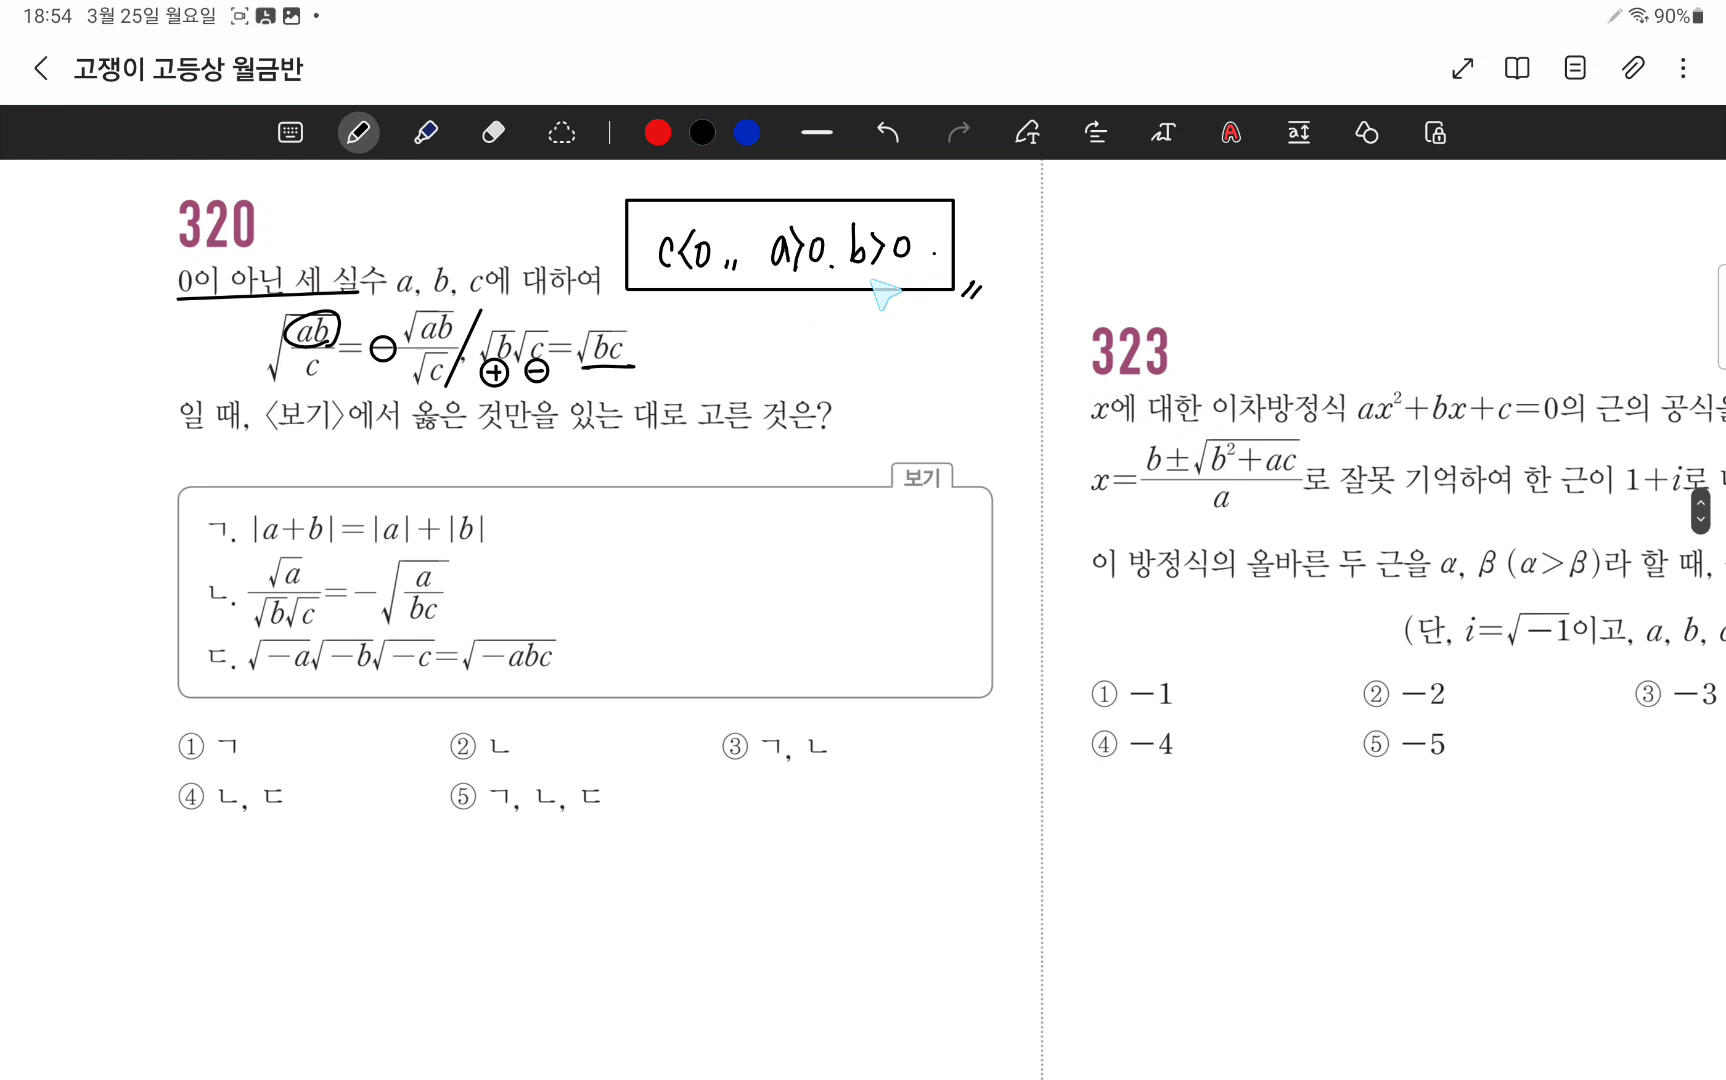 18:54 3월 25일 월요일
90%
고쟁이 고등상 월금반
320
0이 아닌 세 실수 a, b, c에 대하여
c<0,, a>0. b>0.
√(ab/c) = ⊖ √ab/√c, √b√c=√bc
⊕ ⊖
일 때, 〈보기〉에서 옳은 것만을 있는 대로 고른 것은?
보기
ㄱ. |a+b|=|a|+|b|
ㄴ. √a/(√b√c)=-√(a/bc)
ㄷ. √-a√-b√-c=√-abc
① ㄱ ② ㄴ ③ ㄱ, ㄴ
④ ㄴ, ㄷ ⑤ ㄱ, ㄴ, ㄷ
323
x에 대한 이차방정식 ax²+bx+c=0의 근의 공식을
x=(b±√(b²+ac))/a로 잘못 기억하여 한 근이 1+i로
이 방정식의 올바른 두 근을 α, β (α>β)라 할 때,
(단, i=√-1이고, a, b,
① -1 ② -2 ③ -3
④ -4 ⑤ -5